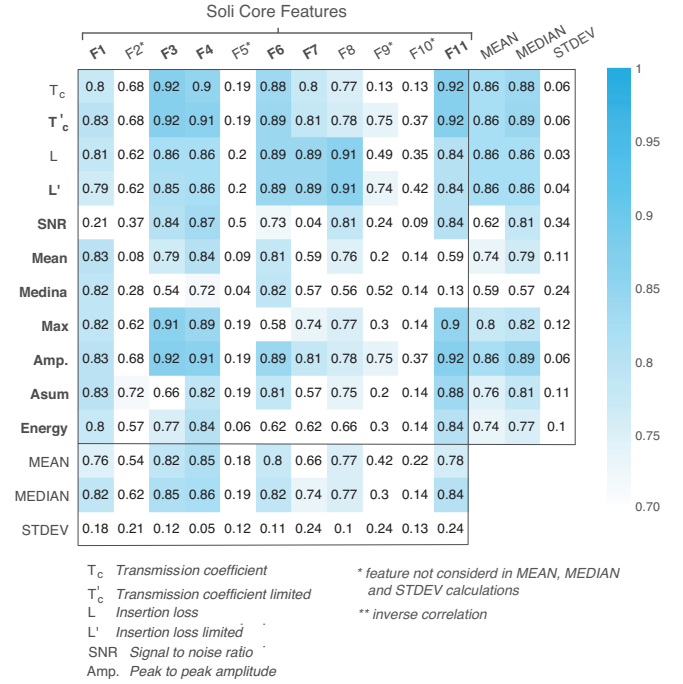 Soli Core Features
F1 F2* F3 F4 F5* F6 F7 F8 F9* F10* F11 MEAN MEDIAN STDEV
Tc 0.8 0.68 0.92 0.9 0.19 0.88 0.8 0.77 0.13 0.13 0.92 0.86 0.88 0.06
T'c 0.83 0.68 0.92 0.91 0.19 0.89 0.81 0.78 0.75 0.37 0.92 0.86 0.89 0.06
L 0.81 0.62 0.86 0.86 0.2 0.89 0.89 0.91 0.49 0.35 0.84 0.86 0.86 0.03
L' 0.79 0.62 0.85 0.86 0.2 0.89 0.89 0.91 0.74 0.42 0.84 0.86 0.86 0.04
SNR 0.21 0.37 0.84 0.87 0.5 0.73 0.04 0.81 0.24 0.09 0.84 0.62 0.81 0.34
Mean 0.83 0.08 0.79 0.84 0.09 0.81 0.59 0.76 0.2 0.14 0.59 0.74 0.79 0.11
Medina 0.82 0.28 0.54 0.72 0.04 0.82 0.57 0.56 0.52 0.14 0.13 0.59 0.57 0.24
Max 0.82 0.62 0.91 0.89 0.19 0.58 0.74 0.77 0.3 0.14 0.9 0.8 0.82 0.12
Amp. 0.83 0.68 0.92 0.91 0.19 0.89 0.81 0.78 0.75 0.37 0.92 0.86 0.89 0.06
Asum 0.83 0.72 0.66 0.82 0.19 0.81 0.57 0.75 0.2 0.14 0.88 0.76 0.81 0.11
Energy 0.8 0.57 0.77 0.84 0.06 0.62 0.62 0.66 0.3 0.14 0.84 0.74 0.77 0.1
MEAN 0.76 0.54 0.82 0.85 0.18 0.8 0.66 0.77 0.42 0.22 0.78
MEDIAN 0.82 0.62 0.85 0.86 0.19 0.82 0.74 0.77 0.3 0.14 0.84
STDEV 0.18 0.21 0.12 0.05 0.12 0.11 0.24 0.1 0.24 0.13 0.24
1
0.95
0.9
0.85
0.8
0.75
0.70
Tc Transmission coefficient
T'c Transmission coefficient limited
L Insertion loss
L' Insertion loss limited
SNR Signal to noise ratio
Amp. Peak to peak amplitude
* feature not considerd in MEAN, MEDIAN
and STDEV calculations
** inverse correlation